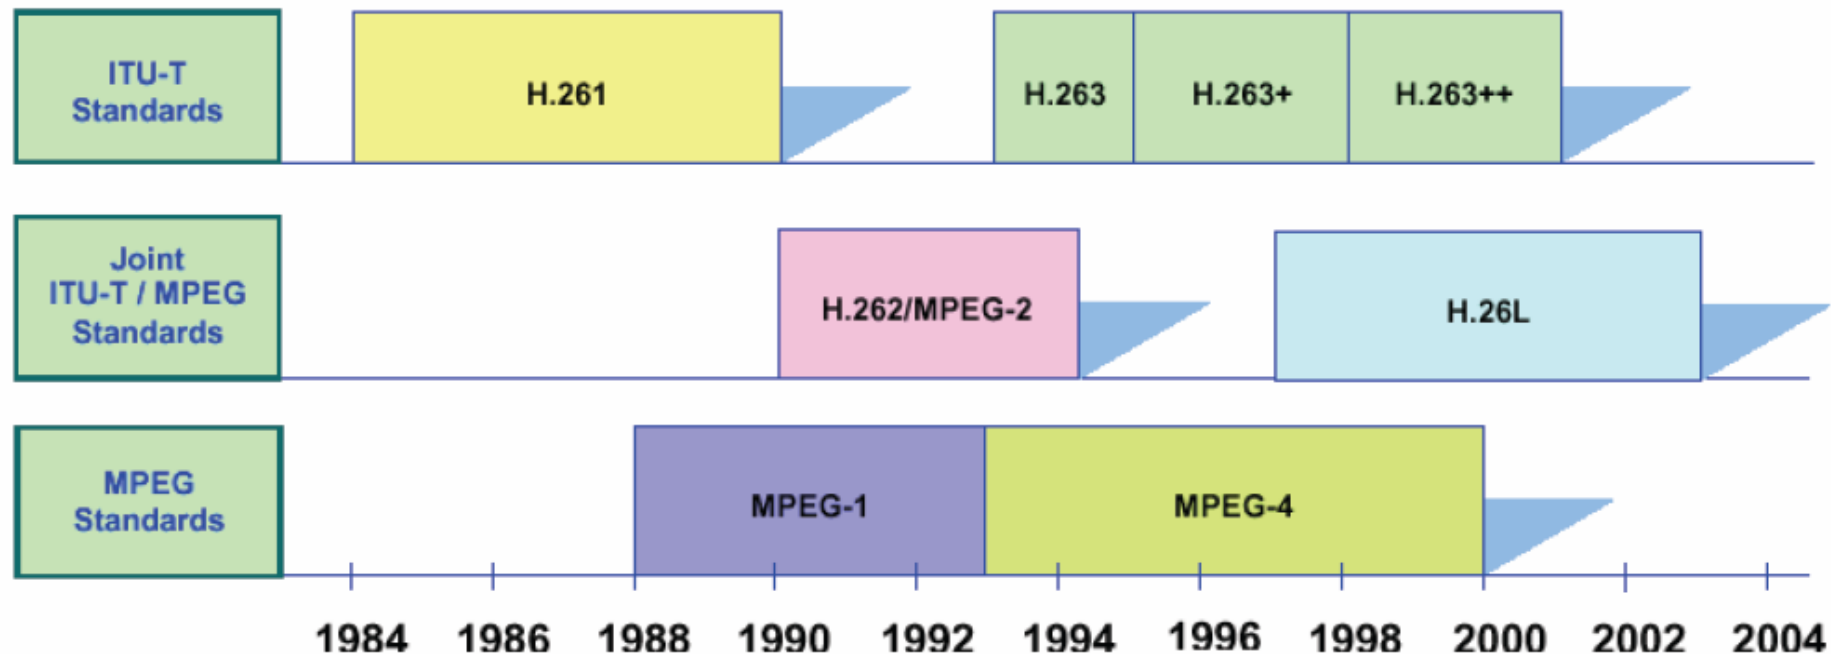 ITU-T
Standards
H.261
H.263
H.263+
H.263++
Joint
ITU-T / MPEG
Standards
H.262/MPEG-2
H.26L
MPEG
Standards
MPEG-1
MPEG-4
1984 1986 1988 1990 1992 1994 1996 1998 2000 2002 2004